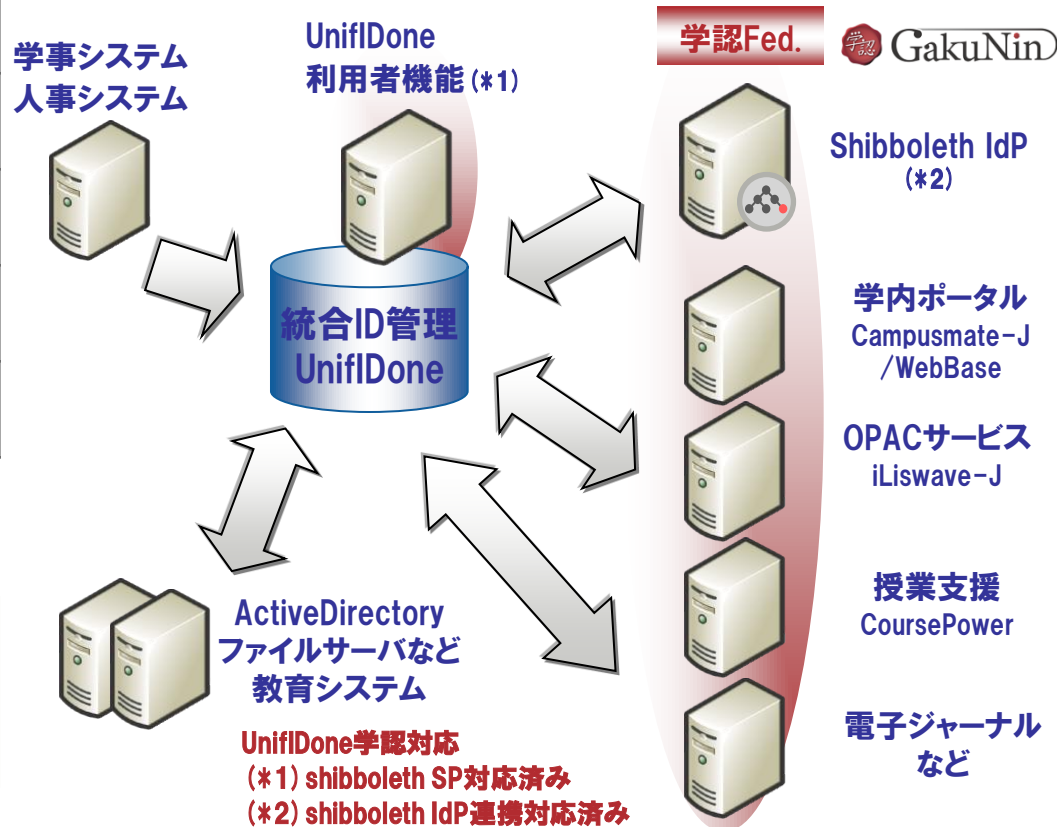 学事システム
人事システム
UnifIDone
利用者機能(*1)
学認Fed.
学認
GakuNin
Shibboleth IdP
(*2)
統合ID管理
UnifIDone
学内ポータル
Campusmate-J
/WebBase
OPACサービス
iLiswave-J
授業支援
CoursePower
電子ジャーナル
など
ActiveDirectory
ファイルサーバなど
教育システム
UnifIDone学認対応
(*1) shibboleth SP対応済み
(*2) shibboleth IdP連携対応済み